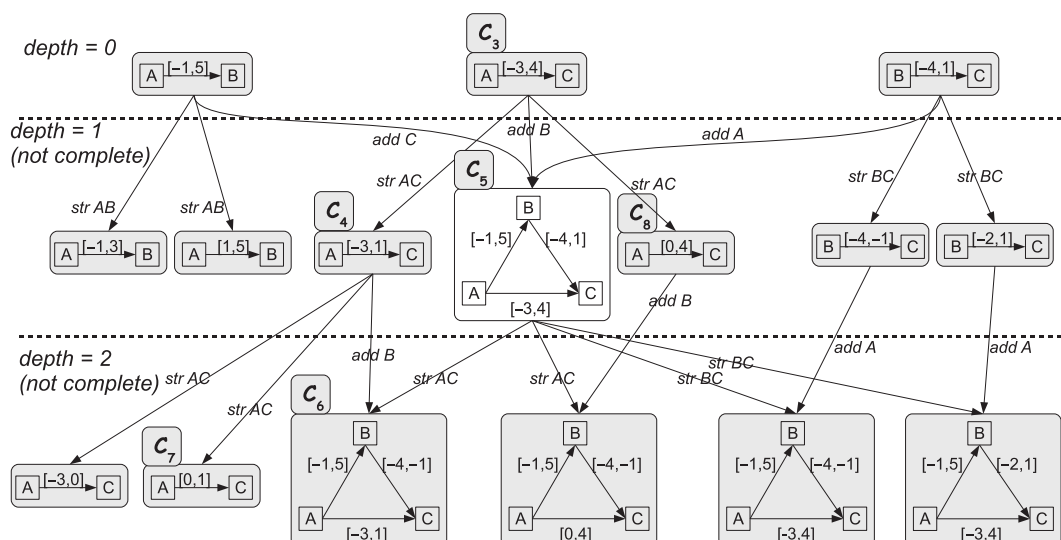 depth = 0
C3
[–1,5]
A B
[–3,4]
A C
[–4,1]
B C
depth = 1
(not complete)
add C
add B
add A
str AC
str AC
str BC
str BC
str AB
str AB
C4
C5
C8
[–1,3]
A B
[1,5]
A B
[–3,1]
A C
B
[–1,5] [–4,1]
A C
[–3,4]
[0,4]
A C
[–4,–1]
B C
[–2,1]
B C
add B
depth = 2
(not complete)
str AC
str AC
add B
str AC
str AC
str BC
str BC
add A
add A
C6
C7
[–3,0]
A C
[0,1]
A C
B
[–1,5] [–4,–1]
A C
[–3,1]
B
[–1,5] [–4,–1]
A C
[0,4]
B
[–1,5] [–4,–1]
A C
[-3,4]
B
[–1,5] [–2,1]
A C
[–3,4]